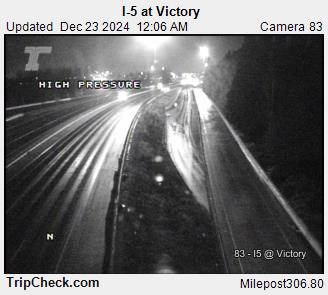 I-5 at Victory
Updated Dec 23 2024 12:06 AM Camera 83
HIGH PRESSURE
N
83 - I5 @ Victory
TripCheck.com Milepost306.80